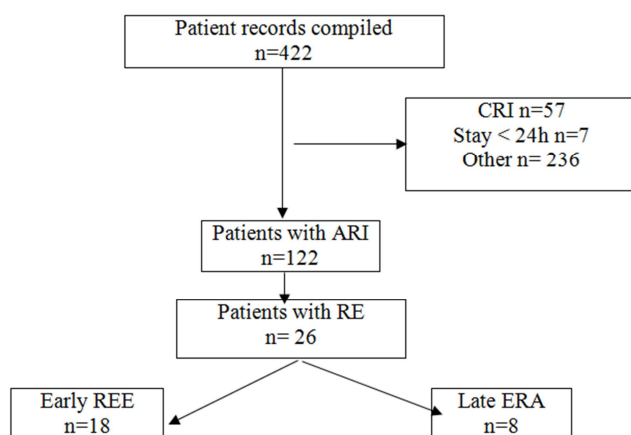 Patient records compiled
n=422
CRI n=57
Stay < 24h n=7
Other n= 236
Patients with ARI
n=122
Patients with RE
n= 26
Early REE
n=18
Late ERA
n=8